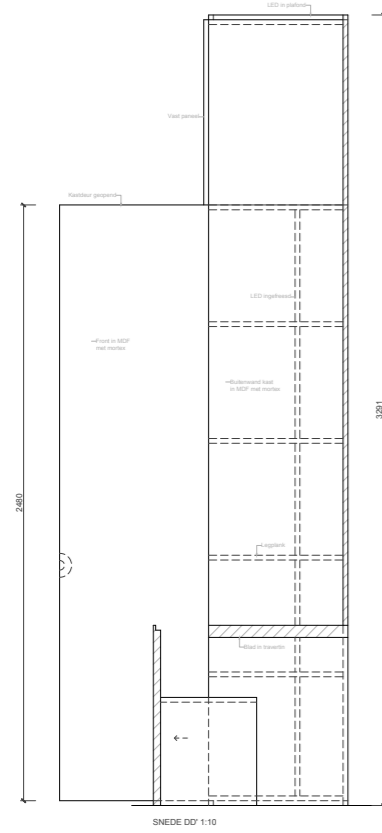 LED in plafond
Vast paneel
Kastdeur geopend
LED ingefreesd
Front in MDF
met mortex
Buitenwand kast
in MDF met mortex
3291
2480
Legplank
Blad in travertin
SNEDE DD' 1:10